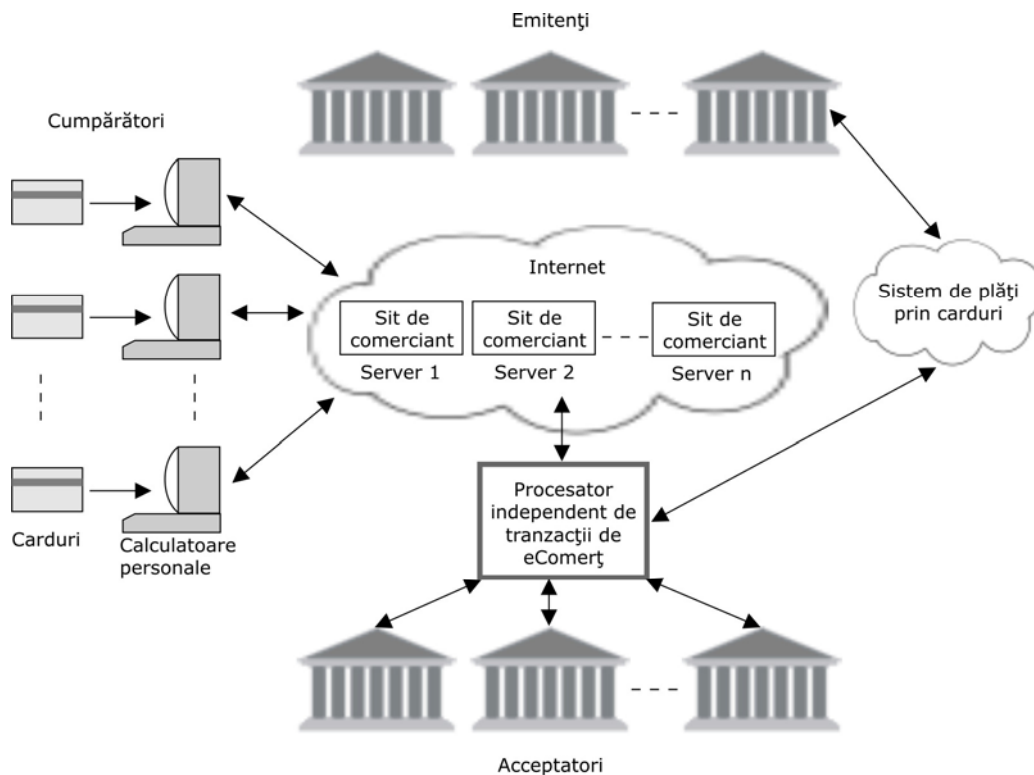 Emitenţi
Cumpărători
Internet
Sistem de plăţi
prin carduri
Sit de
comerciant
Sit de
comerciant
Sit de
comerciant
Server 1
Server 2
Server n
Procesator
independent de
tranzacţii de
eComerţ
Carduri
Calculatoare
personale
Acceptatori